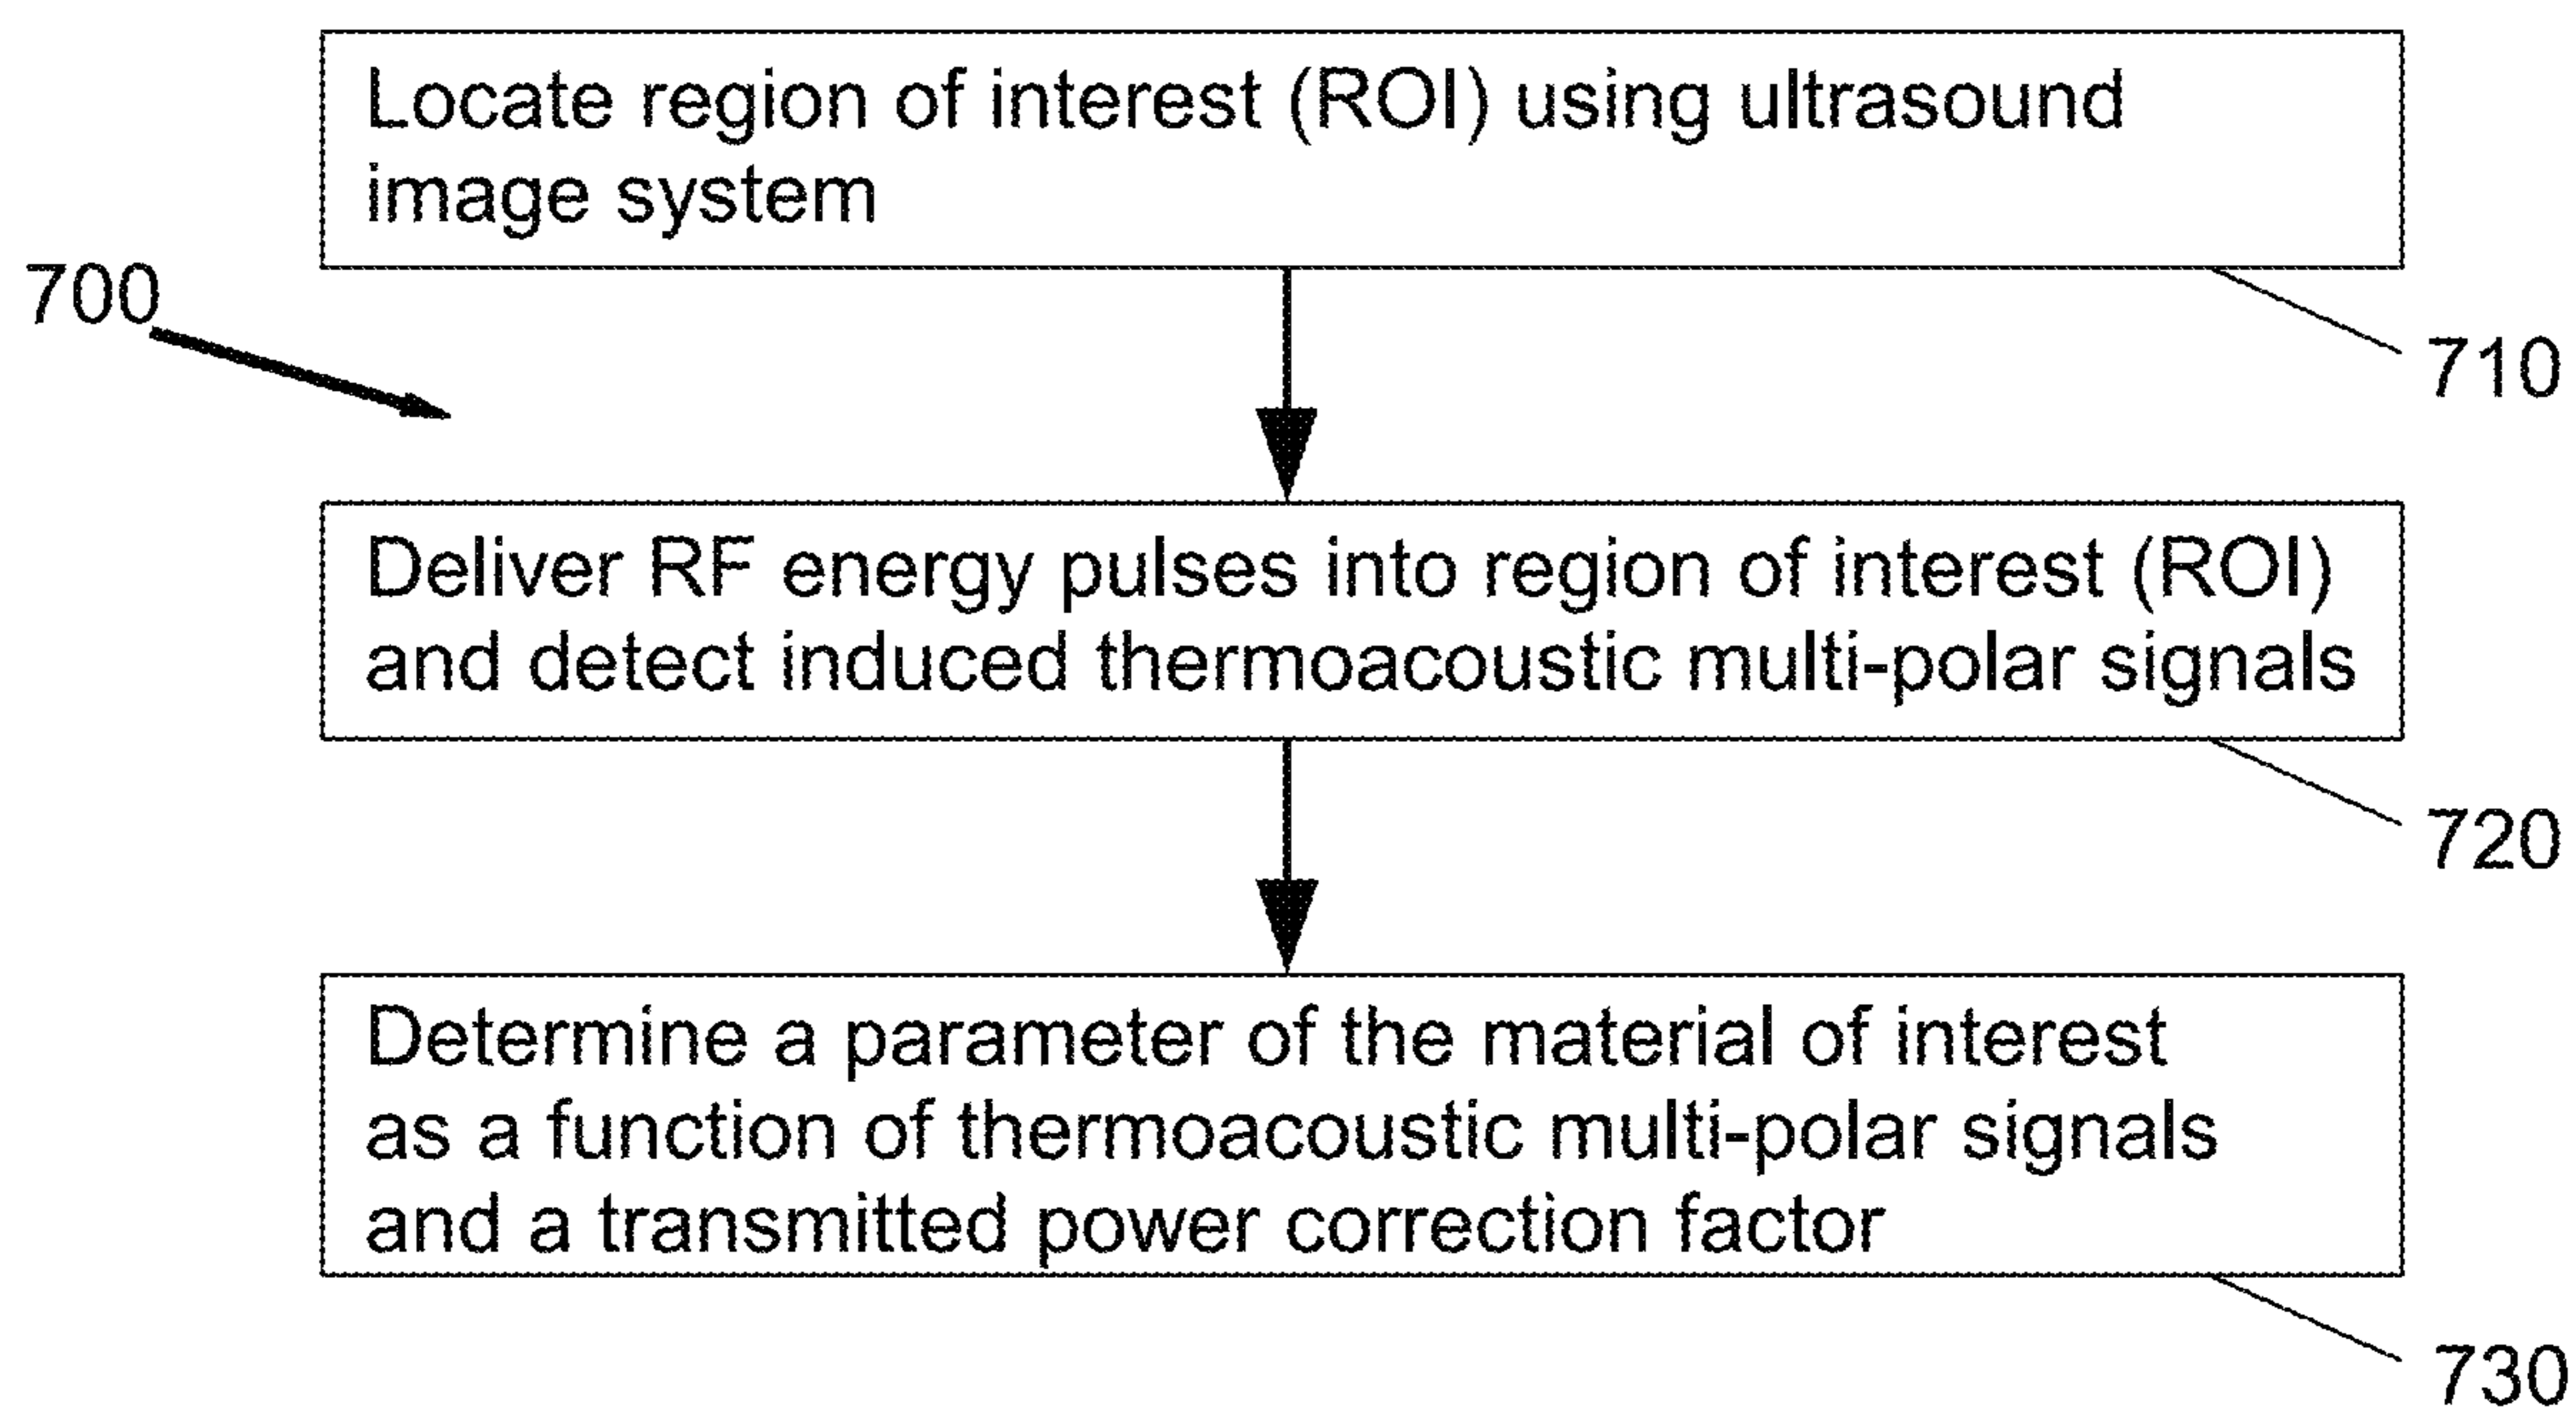 Locate region of interest (ROI) using ultrasound
image system
700
710
Deliver RF energy pulses into region of interest (ROI)
and detect induced thermoacoustic multi-polar signals
720
Determine a parameter of the material of interest
as a function of thermoacoustic multi-polar signals
and a transmitted power correction factor
730